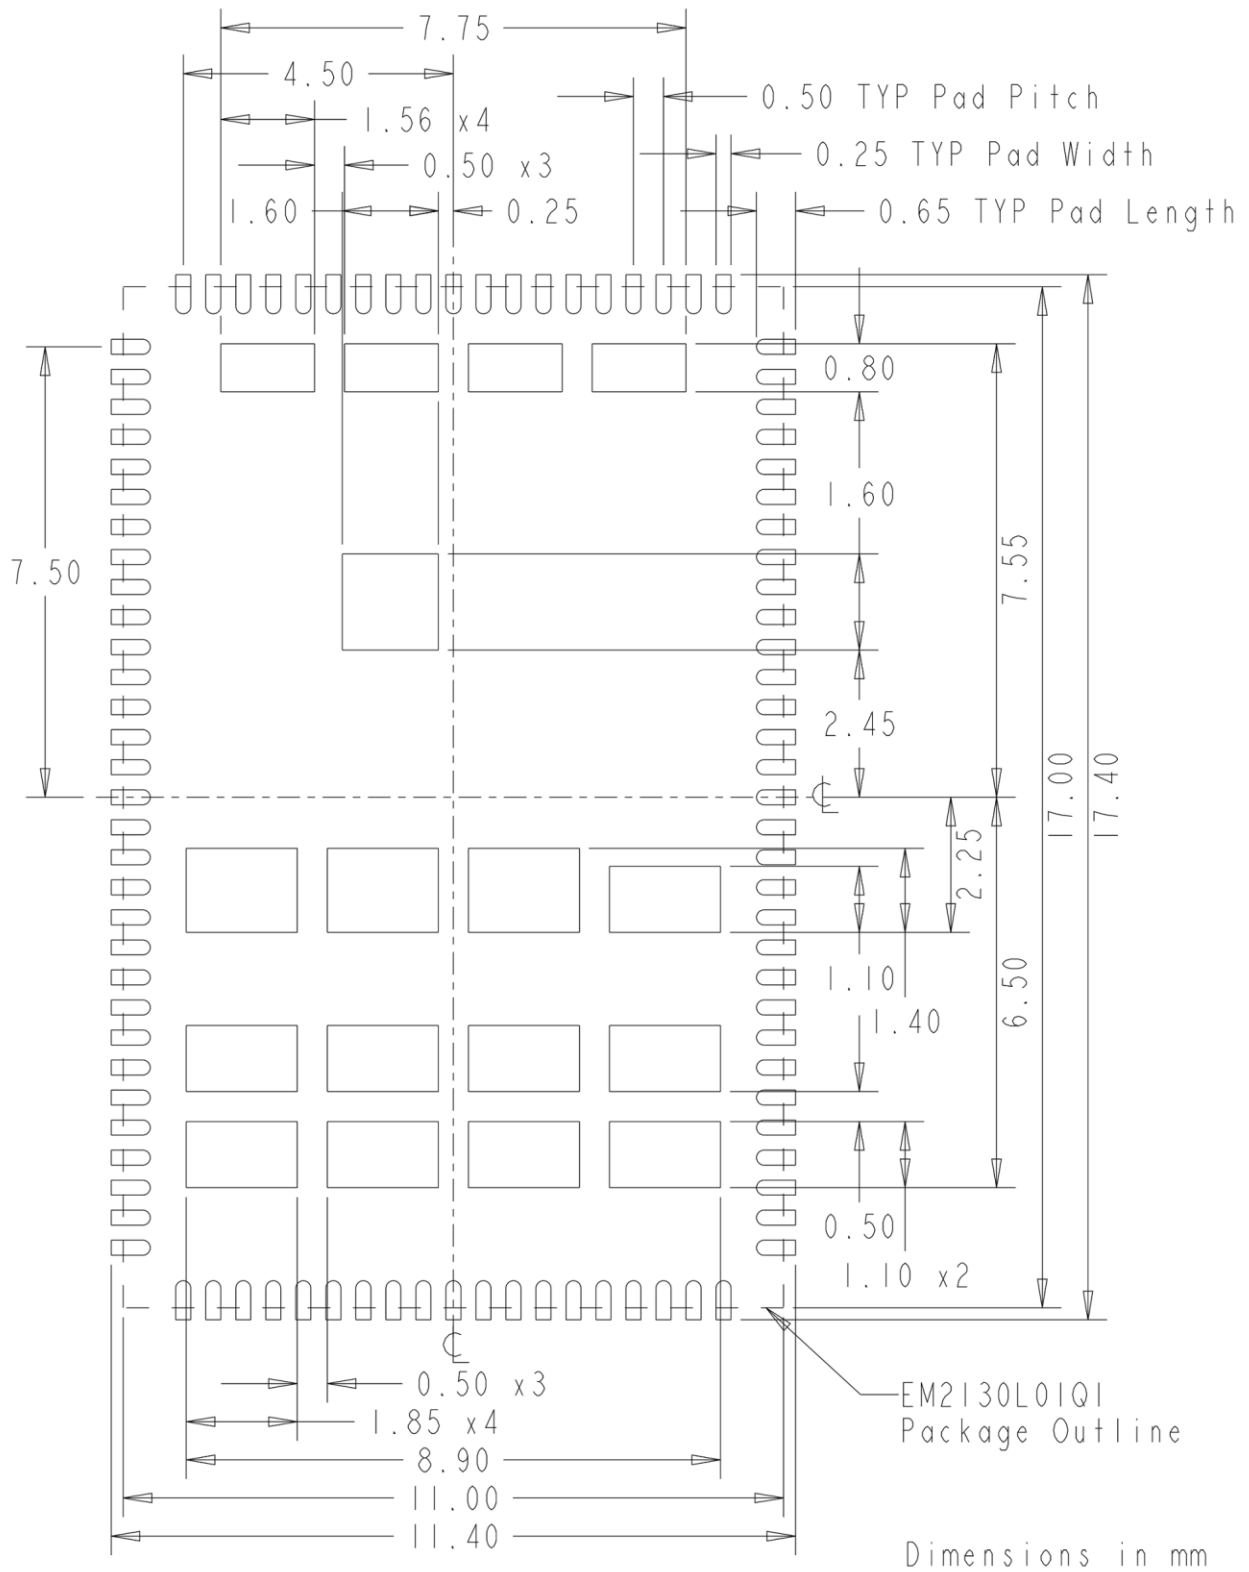 7.75
4.50
0.50 TYP Pad Pitch
1.56 x4
0.25 TYP Pad Width
0.50 x3
1.60
0.25
0.65 TYP Pad Length
0.80
1.60
7.55
7.50
2.45
17.00
17.40
2.25
1.10
6.50
1.40
0.50
1.10 x2
0.50 x3
EM2130L01QI
1.85 x4
Package Outline
8.90
11.00
11.40
Dimensions in mm